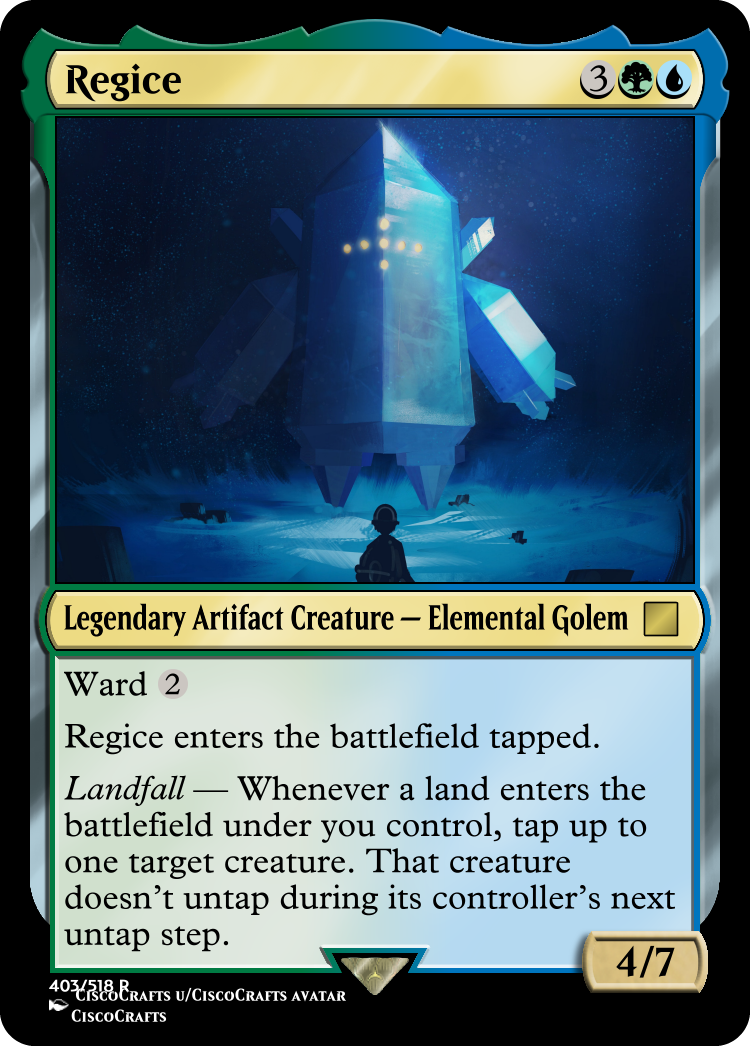 Regice 3
Legendary Artifact Creature — Elemental Golem
Ward 2
Regice enters the battlefield tapped.
Landfall — Whenever a land enters the
battlefield under you control, tap up to
one target creature. That creature
doesn't untap during its controller's next
untap step.
4/7
403/518 R
CiscoCrafts u/CiscoCrafts avatar
CiscoCrafts